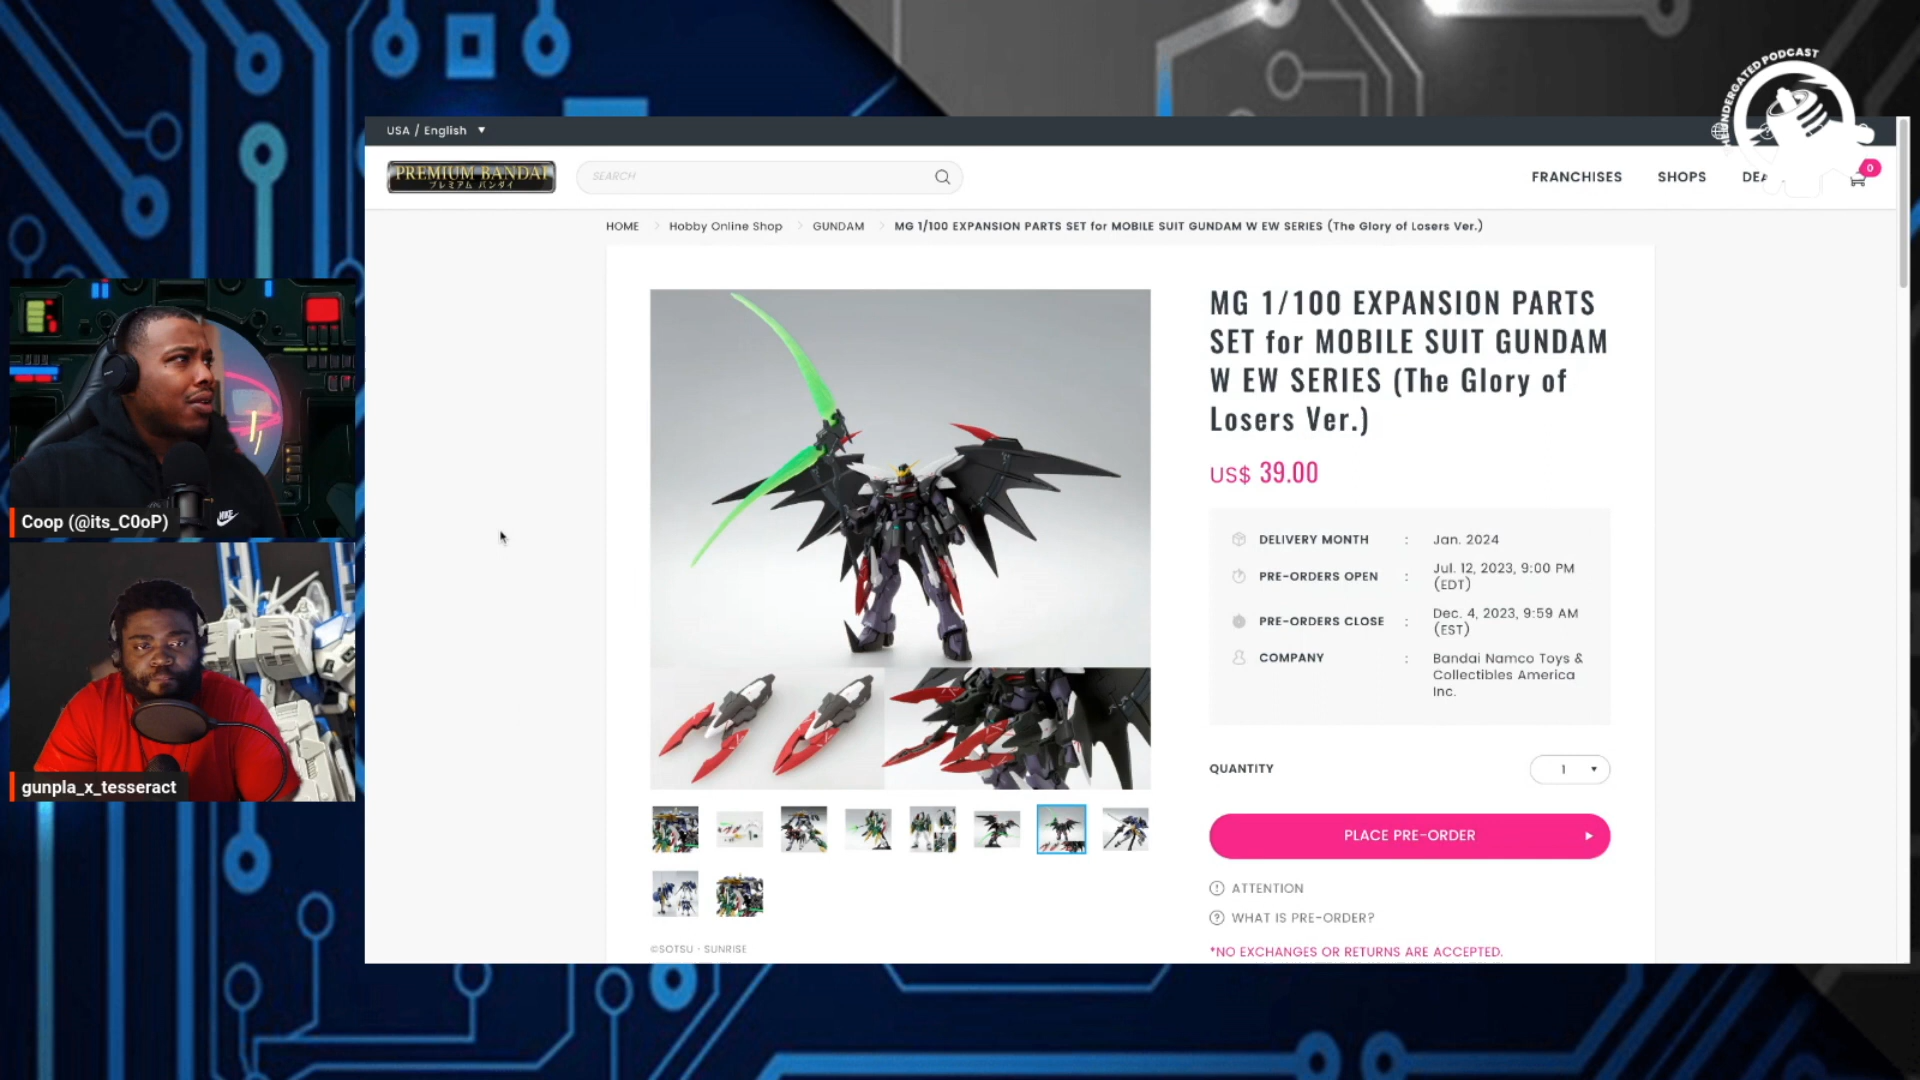 THE UNDERGATED PODCAST
USA / English
PREMIUM BANDAI
プレミアム バンダイ
SEARCH
FRANCHISES
SHOPS
DEA
0
HOME
Hobby Online Shop
GUNDAM
MG 1/100 EXPANSION PARTS SET for MOBILE SUIT GUNDAM W EW SERIES (The Glory of Losers Ver.)
MG 1/100 EXPANSION PARTS
SET for MOBILE SUIT GUNDAM
W EW SERIES (The Glory of
Losers Ver.)
US$ 39.00
DELIVERY MONTH : Jan. 2024
PRE-ORDERS OPEN : Jul. 12, 2023, 9:00 PM
(EDT)
PRE-ORDERS CLOSE : Dec. 4, 2023, 9:59 AM
(EST)
COMPANY : Bandai Namco Toys &
Collectibles America
Inc.
QUANTITY
1
PLACE PRE-ORDER
ATTENTION
WHAT IS PRE-ORDER?
*NO EXCHANGES OR RETURNS ARE ACCEPTED.
©SOTSU・SUNRISE
NIKE
Coop (@its_C0oP)
gunpla_x_tesseract